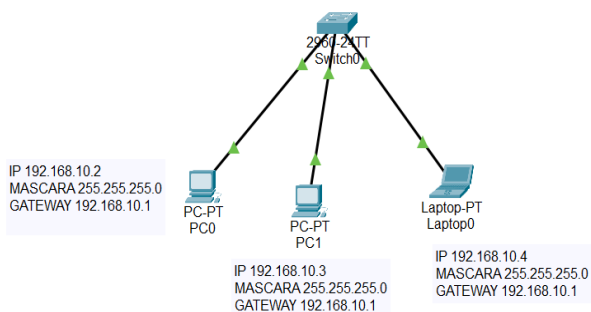 2960-24TT
Switch0
IP 192.168.10.2
MASCARA 255.255.255.0
GATEWAY 192.168.10.1
PC-PT
PC0
PC-PT
PC1
Laptop-PT
Laptop0
IP 192.168.10.3
MASCARA 255.255.255.0
GATEWAY 192.168.10.1
IP 192.168.10.4
MASCARA 255.255.255.0
GATEWAY 192.168.10.1